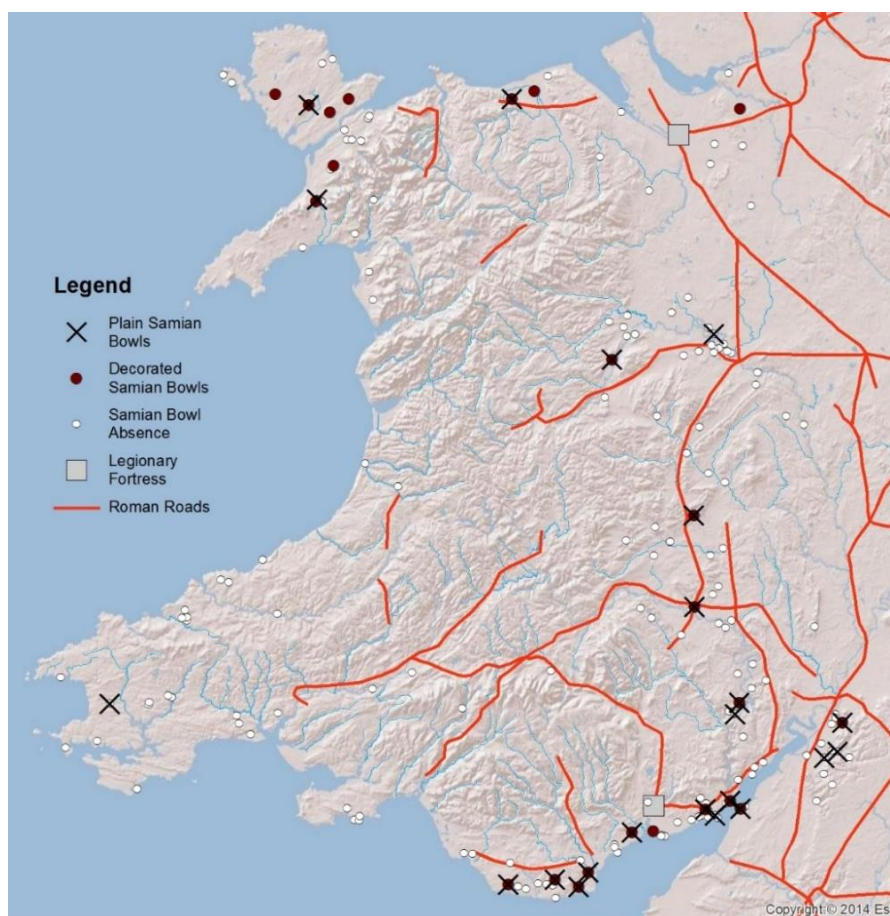 Legend
Plain Samian
Bowls
Decorated
Samian Bowls
Samian Bowl
Absence
Legionary
Fortress
Roman Roads
Copyright:© 2014 Es